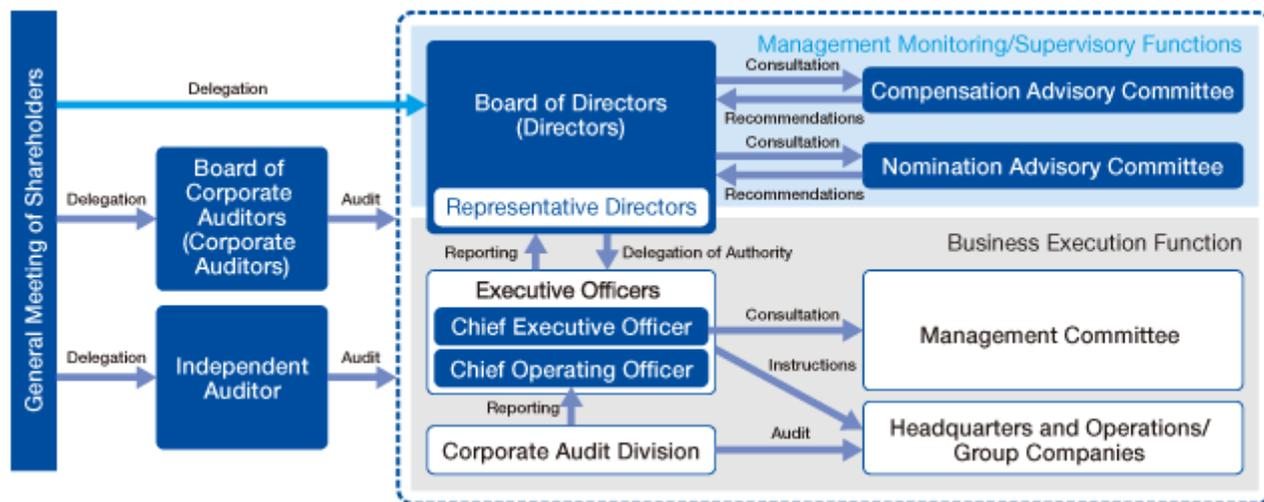 General Meeting of Shareholders
Delegation
Delegation
Board of
Corporate
Auditors
(Corporate
Auditors)
Audit
Delegation
Independent
Auditor
Audit
Management Monitoring/Supervisory Functions
Board of Directors
(Directors)
Representative Directors
Consultation
Compensation Advisory Committee
Recommendations
Consultation
Nomination Advisory Committee
Recommendations
Business Execution Function
Reporting
Delegation of Authority
Executive Officers
Chief Executive Officer
Chief Operating Officer
Consultation
Management Committee
Instructions
Reporting
Corporate Audit Division
Audit
Headquarters and Operations/
Group Companies